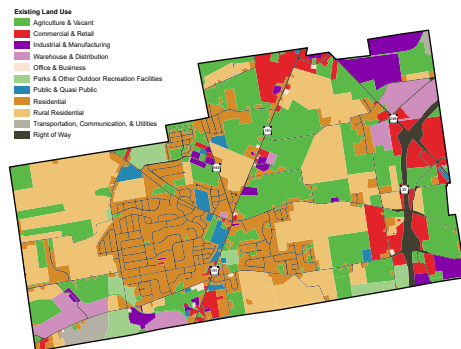 Existing Land Use
Agriculture & Vacant
Commercial & Retail
Industrial & Manufacturing
Warehouse & Distribution
Office & Business
Parks & Other Outdoor Recreation Facilities
Public & Quasi Public
Residential
Rural Residential
Transportation, Communication, & Utilities
Right of Way